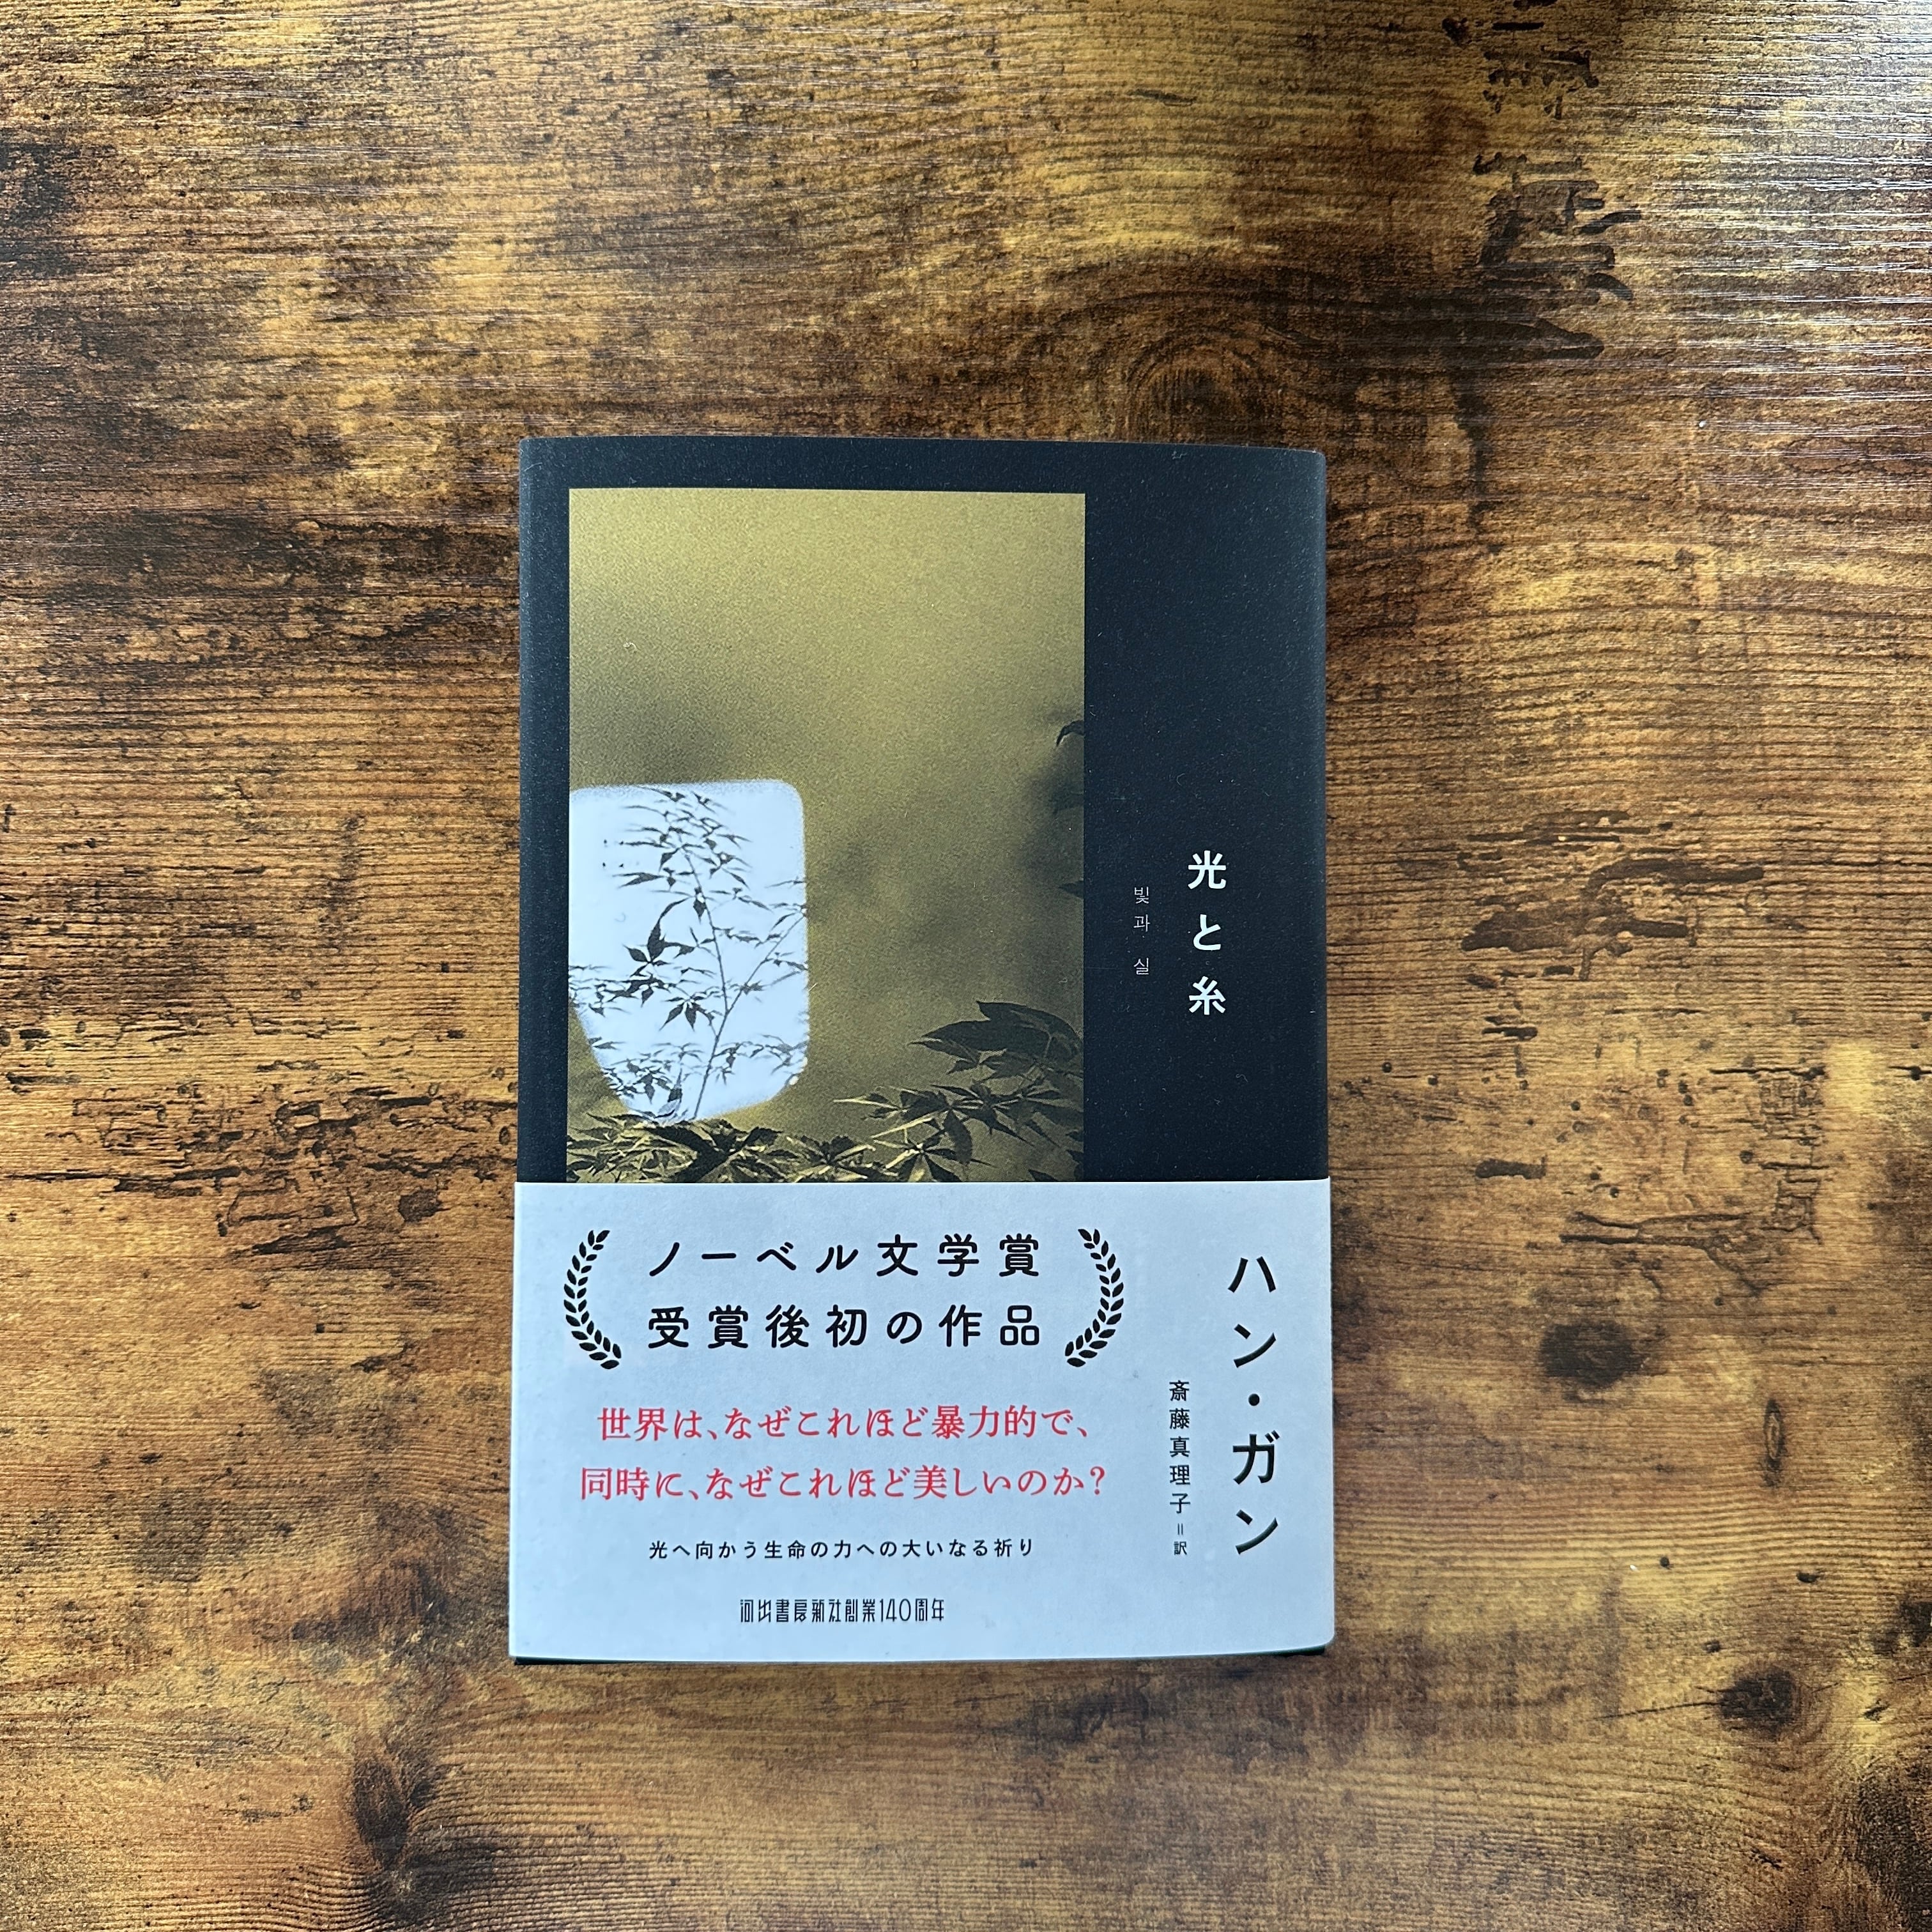 光と糸
빛과 실
ノーベル文学賞
受賞後初の作品
世界は、なぜこれほど暴力的で、
同時に、なぜこれほど美しいのか？
光へ向かう生命の力への大いなる祈り
河出書房新社創業140周年
ハン・ガン
斎藤真理子＝訳